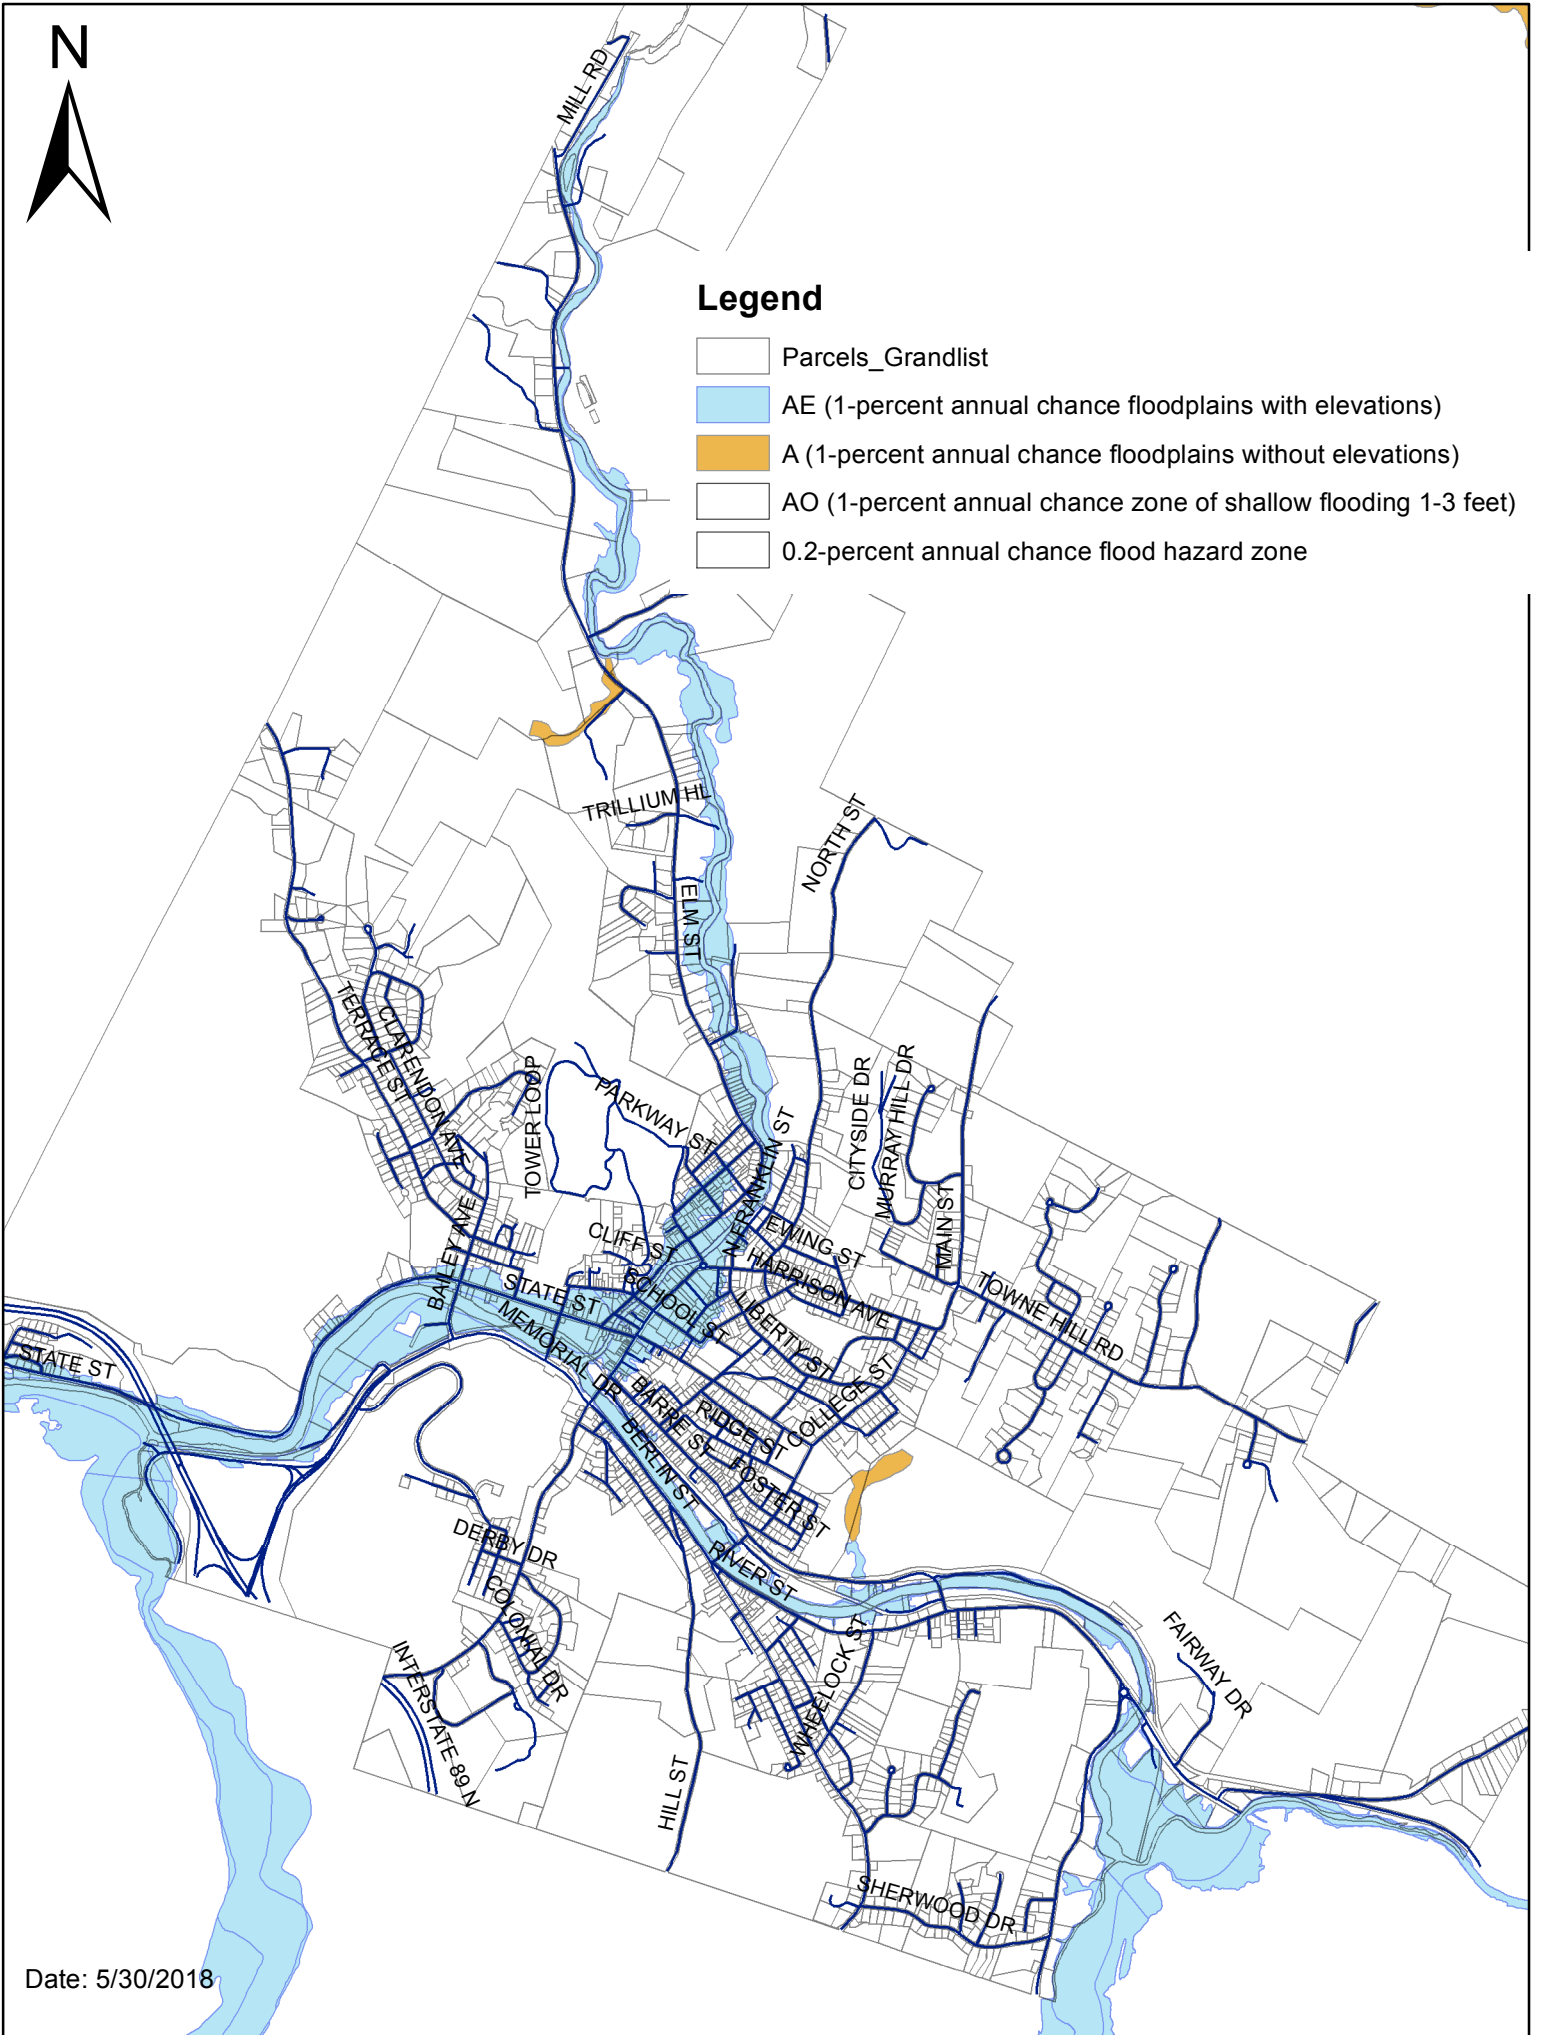 N
MILL RD
Legend
Parcels_Grandlist
AE (1-percent annual chance floodplains with elevations)
A (1-percent annual chance floodplains without elevations)
AO (1-percent annual chance zone of shallow flooding 1-3 feet)
0.2-percent annual chance flood hazard zone
TRILLIUM HL
NORTH ST
ELM ST
TERRACE ST
CLARENDON AVE
TOWER LOOP
PARKWAY ST
CITYSIDE DR
MURRAY HILL DR
N FRANKLIN ST
BAILEY AVE
CLIFF ST
EWING ST
MAIN ST
HARRISON AVE
STATE ST
SCHOOL ST
TOWNE HILL RD
LIBERTY ST
MEMORIAL DR
STATE ST
BARRE ST
RIDGE ST
COLLEGE ST
BERLIN ST
FOSTER ST
DERBY DR
RIVER ST
COLONIAL DR
WHEELOCK ST
FAIRWAY DR
INTERSTATE 89 N
HILL ST
SHERWOOD DR
Date: 5/30/2018